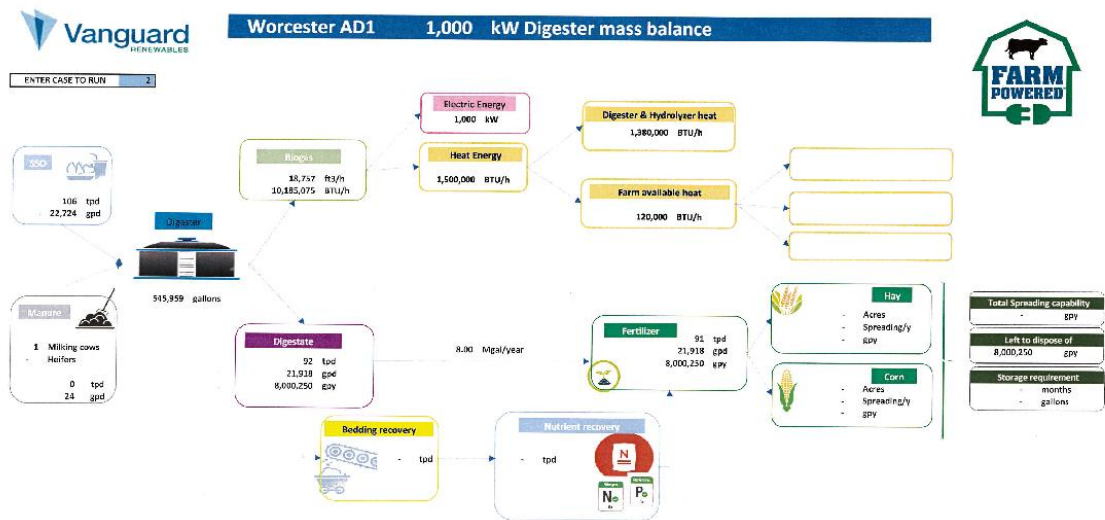 Vanguard
RENEWABLES
Worcester AD1 1,000 kW Digester mass balance
ENTER CASE TO RUN 2
FARM
POWERED
SSO
106 tpd
- 22,724 gpd
Manure
1 Milking cows
- Heifers
0 tpd
24 gpd
Digester
545,959 gallons
Biogas
18,757 ft3/h
10,185,075 BTU/h
Electric Energy
1,000 kW
Heat Energy
1,500,000 BTU/h
Digester & Hydrolyzer heat
1,380,000 BTU/h
Farm available heat
120,000 BTU/h
Digestate
92 tpd
21,918 gpd
8,000,250 gpy
8.00 Mgal/year
Fertilizer
91 tpd
21,918 gpd
8,000,250 gpy
Hay
- Acres
- Spreading/y
- gpy
Corn
- Acres
- Spreading/y
- gpy
Total Spreading capability
- gpy
Left to dispose of
8,000,250 gpy
Storage requirement
- months
- gallons
Bedding recovery
- tpd
Nutrient recovery
- tpd
N
N
P